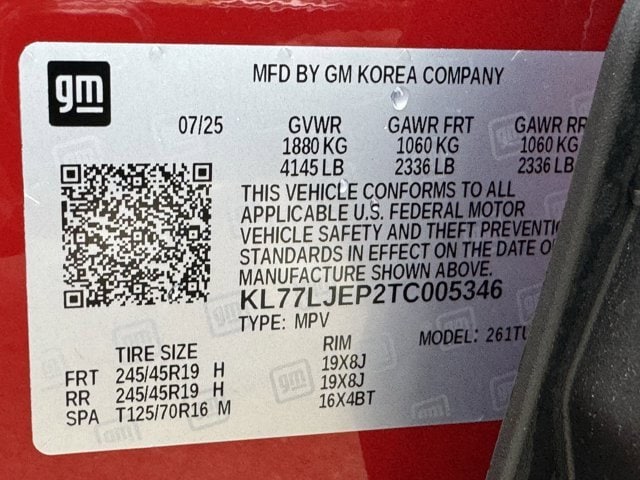 gm
MFD BY GM KOREA COMPANY
07/25 GVWR GAWR FRT GAWR RR
1880 KG 1060 KG 1060 KG
4145 LB 2336 LB 2336 LB
THIS VEHICLE CONFORMS TO ALL
APPLICABLE U.S. FEDERAL MOTOR
VEHICLE SAFETY AND THEFT
STANDARDS IN EFFECT ON THE DATE
MANUFACTURE SHOWN ABOVE.
KL77LJEP2TC005346
TYPE: MPV
MODEL:
TIRE SIZE RIM
FRT 245/45R19 H 19X8J
RR 245/45R19 H 19X8J
SPA T125/70R16 M 16X4BT